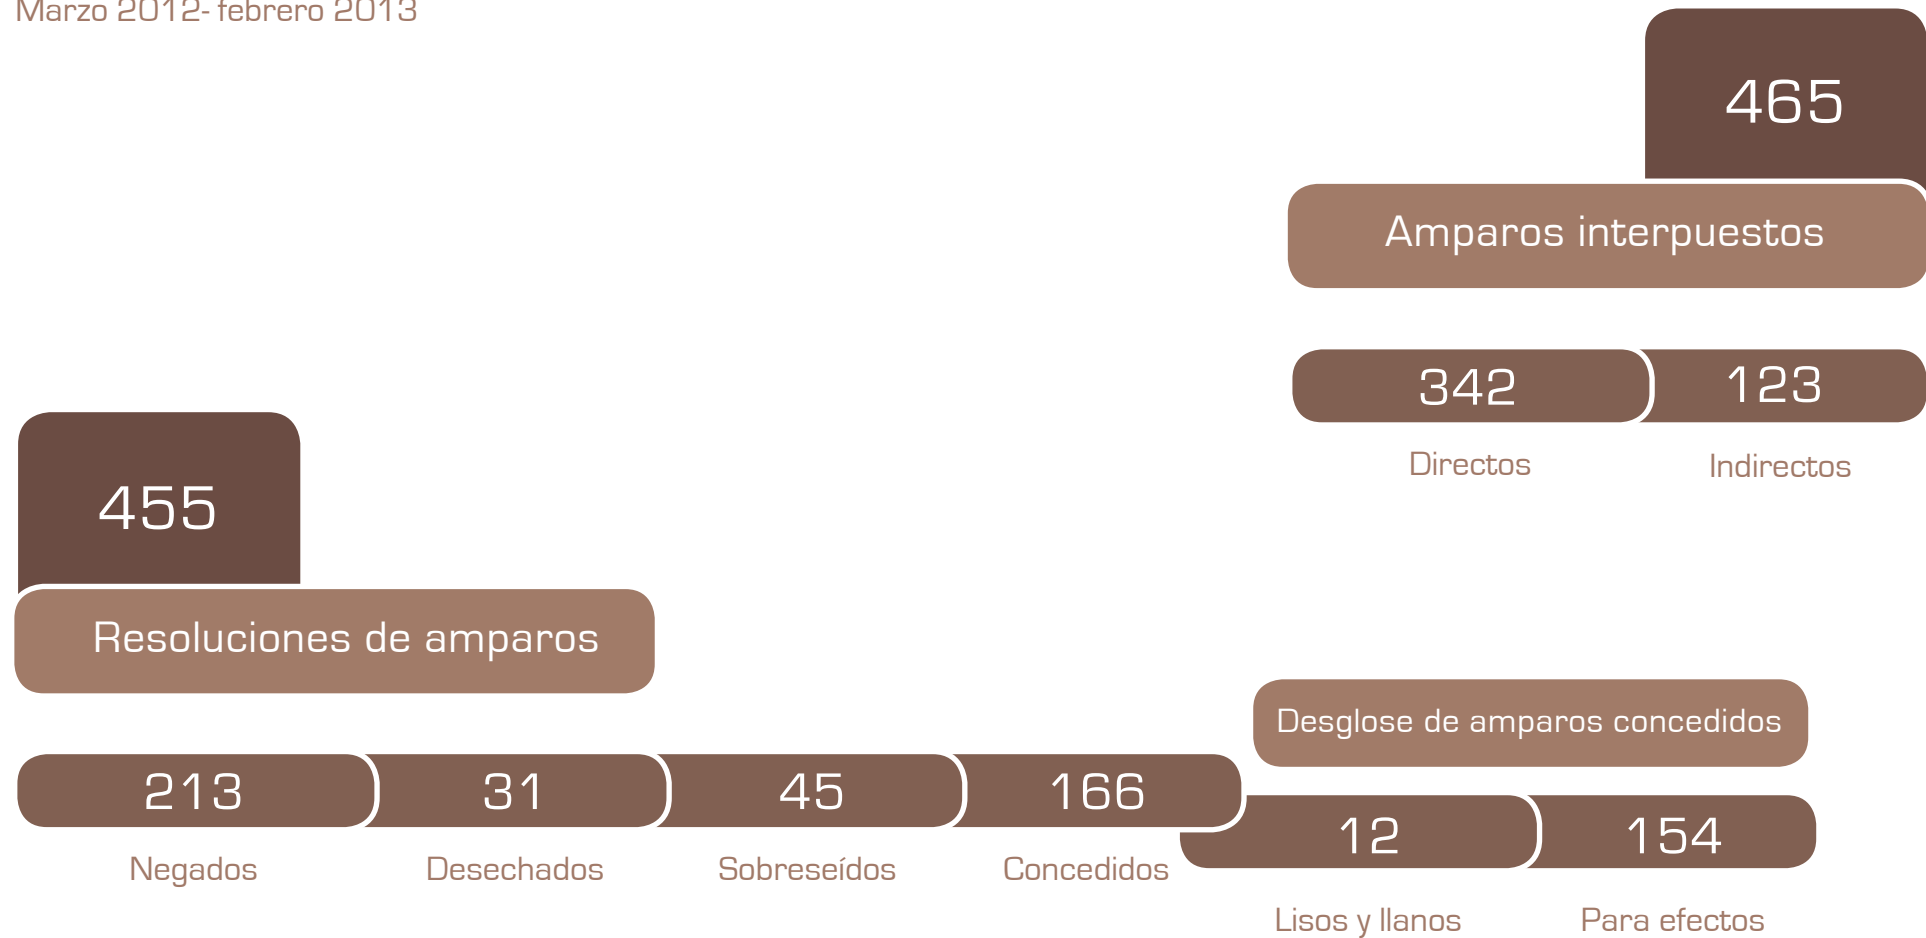 Marzo 2012- febrero 2013
465
Amparos interpuestos
342 123
Directos Indirectos
455
Resoluciones de amparos
213 31 45 166
Negados Desechados Sobreseídos Concedidos
Desglose de amparos concedidos
12 154
Lisos y llanos Para efectos